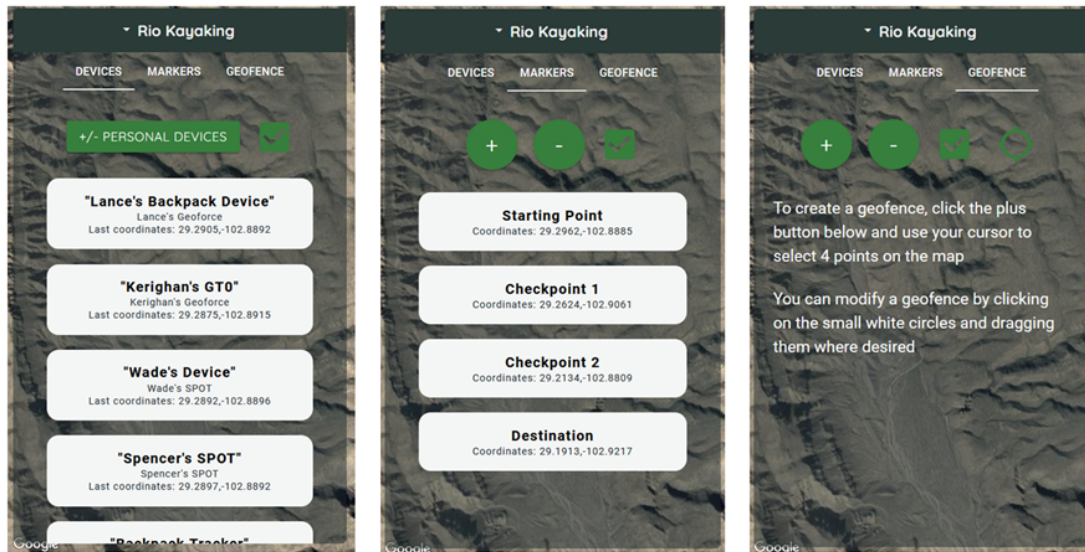 Rio Kayaking
DEVICES MARKERS GEOFENCE
+/- PERSONAL DEVICES
"Lance's Backpack Device"
Lance's Geoforce
Last coordinates: 29.2905,-102.8892
"Kerighan's GT0"
Kerighan's Geoforce
Last coordinates: 29.2875,-102.8915
"Wade's Device"
Wade's SPOT
Last coordinates: 29.2892,-102.8896
"Spencer's SPOT"
Spencer's SPOT
Last coordinates: 29.2897,-102.8892
"Backpack Tracker"
Google
Rio Kayaking
DEVICES MARKERS GEOFENCE
+ -
Starting Point
Coordinates: 29.2962,-102.8885
Checkpoint 1
Coordinates: 29.2624,-102.9061
Checkpoint 2
Coordinates: 29.2134,-102.8809
Destination
Coordinates: 29.1913,-102.9217
Google
Rio Kayaking
DEVICES MARKERS GEOFENCE
+ -
To create a geofence, click the plus
button below and use your cursor to
select 4 points on the map
You can modify a geofence by clicking
on the small white circles and dragging
them where desired
Google